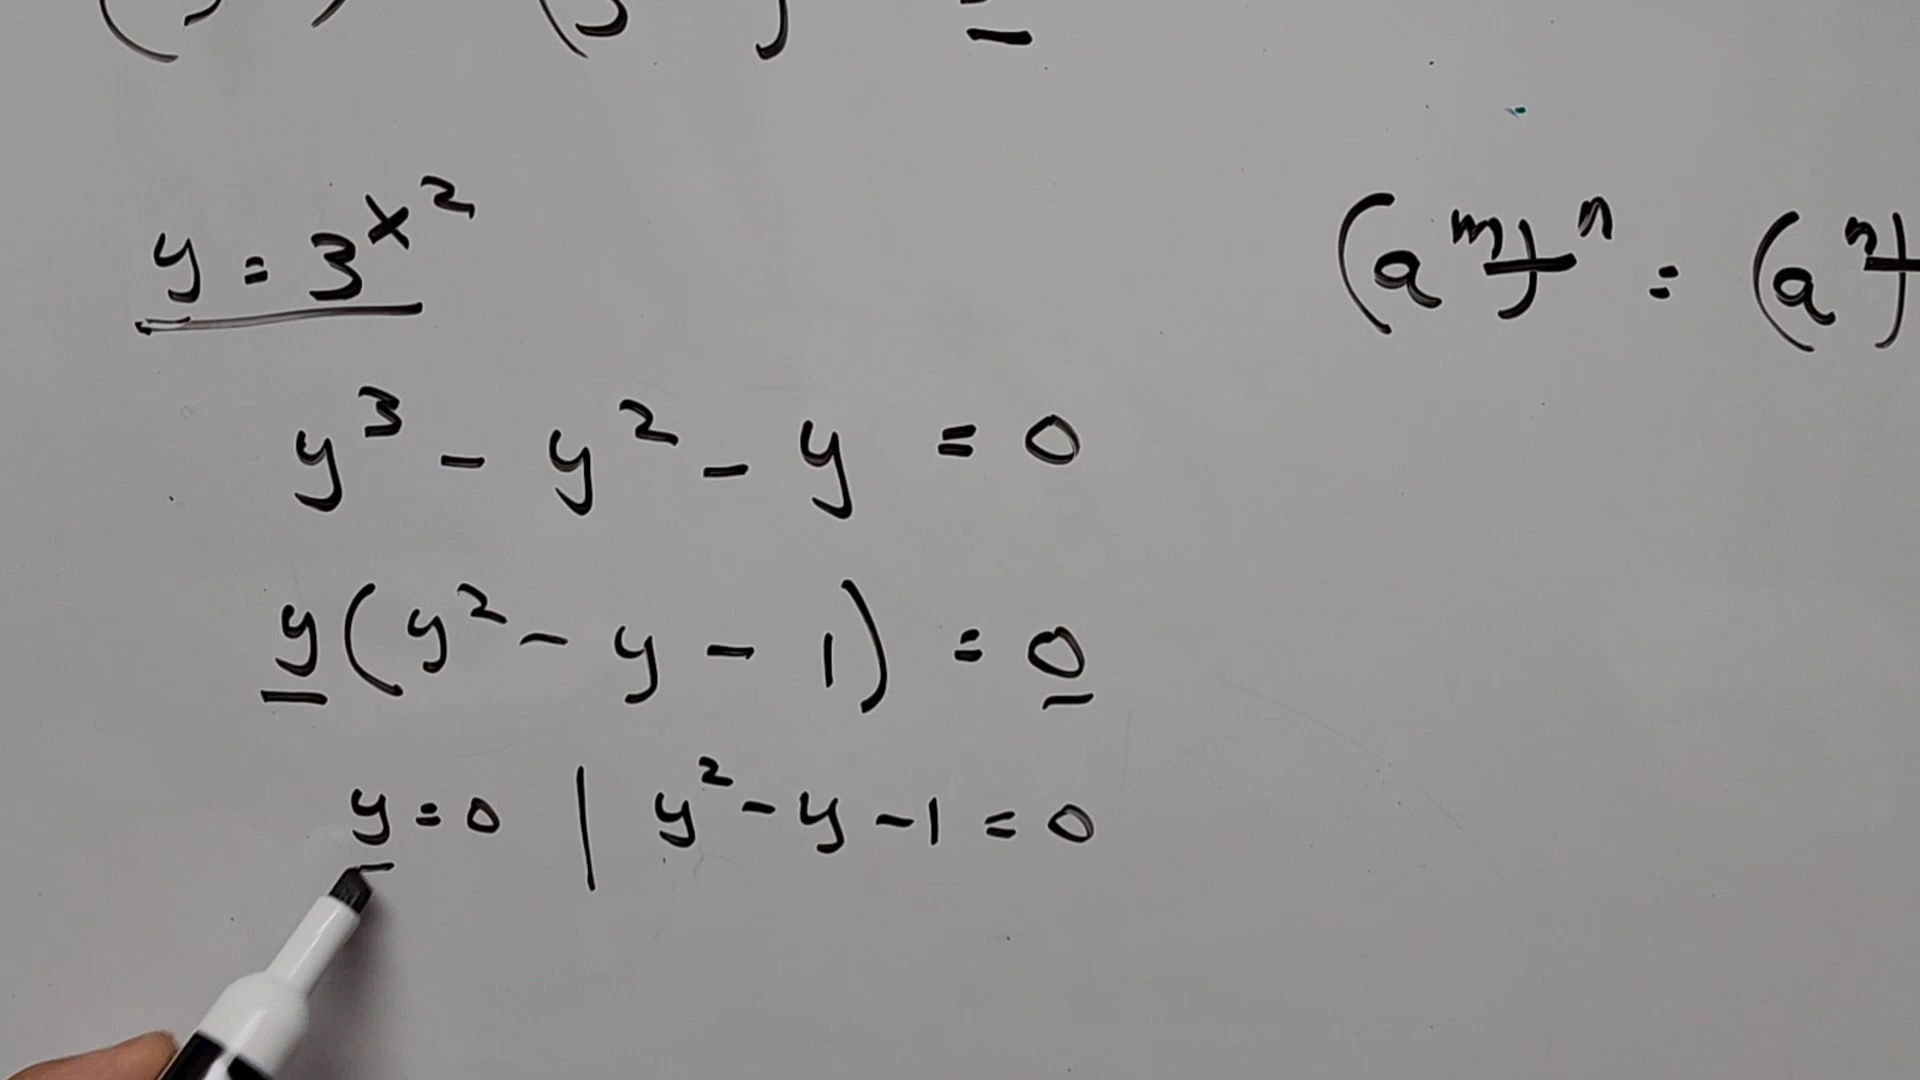 y = 3^x^2
(a^m)^n = (a^n)
y^3 - y^2 - y = 0
y(y^2 - y - 1) = 0
y = 0 | y^2 - y - 1 = 0